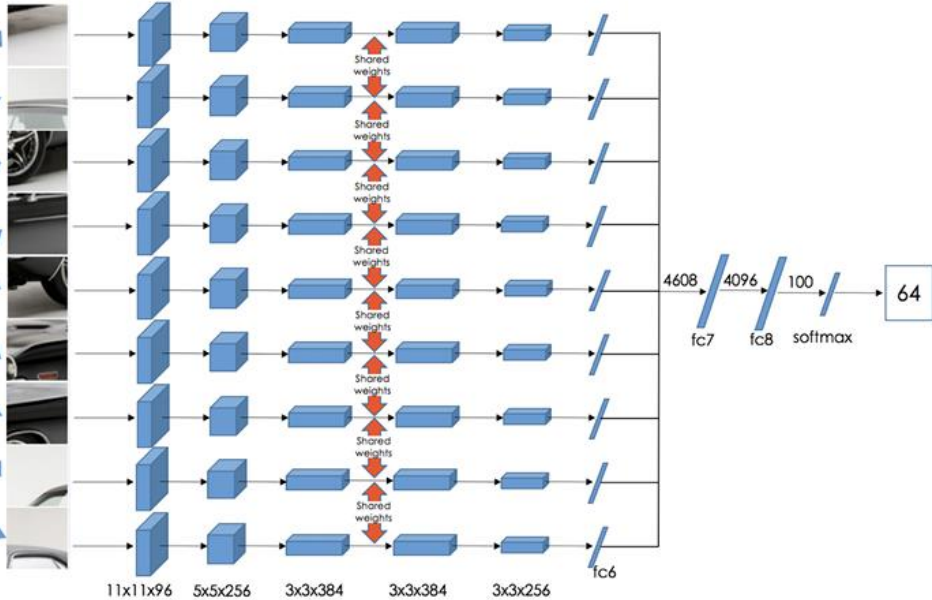 Shared
weights
Shared
weights
Shared
weights
Shared
weights
Shared
weights
Shared
weights
Shared
weights
Shared
weights
4608
4096
100
64
fc7
fc8
softmax
fc6
11x11x96
5x5x256
3x3x384
3x3x384
3x3x256